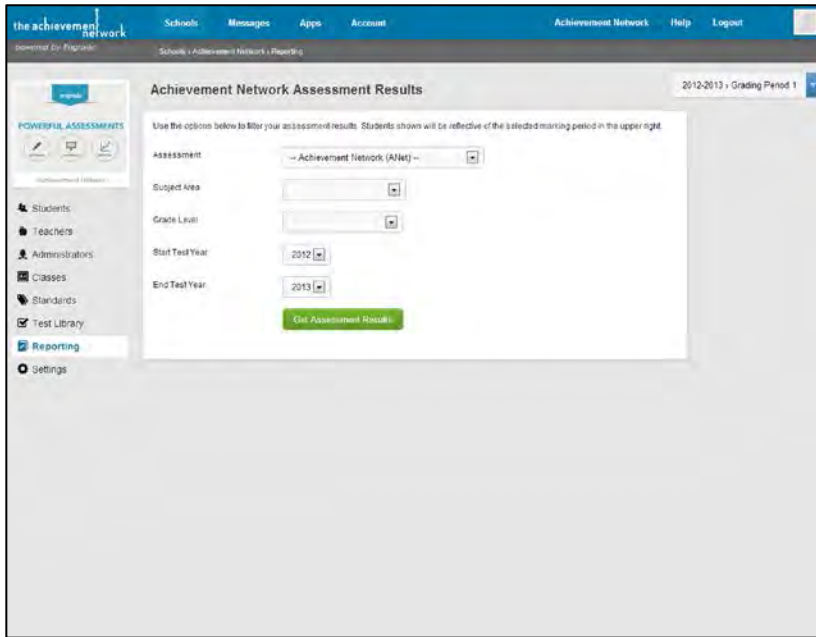 the achievement
network
powered by Engrade
Schools Messages Apps Account Achievement Network Help Logout
Schools › Achievement Network › Reporting
Achievement Network Assessment Results
2012-2013 › Grading Period 1
engrade
POWERFUL ASSESSMENTS
Achievement Network
Use the options below to filter your assessment results. Students shown will be reflective of the selected marking period in the upper right.
Assessment -- Achievement Network (ANet) --
Subject Area
Grade Level
Start Test Year 2012
End Test Year 2013
Get Assessment Results
Students
Teachers
Administrators
Classes
Standards
Test Library
Reporting
Settings